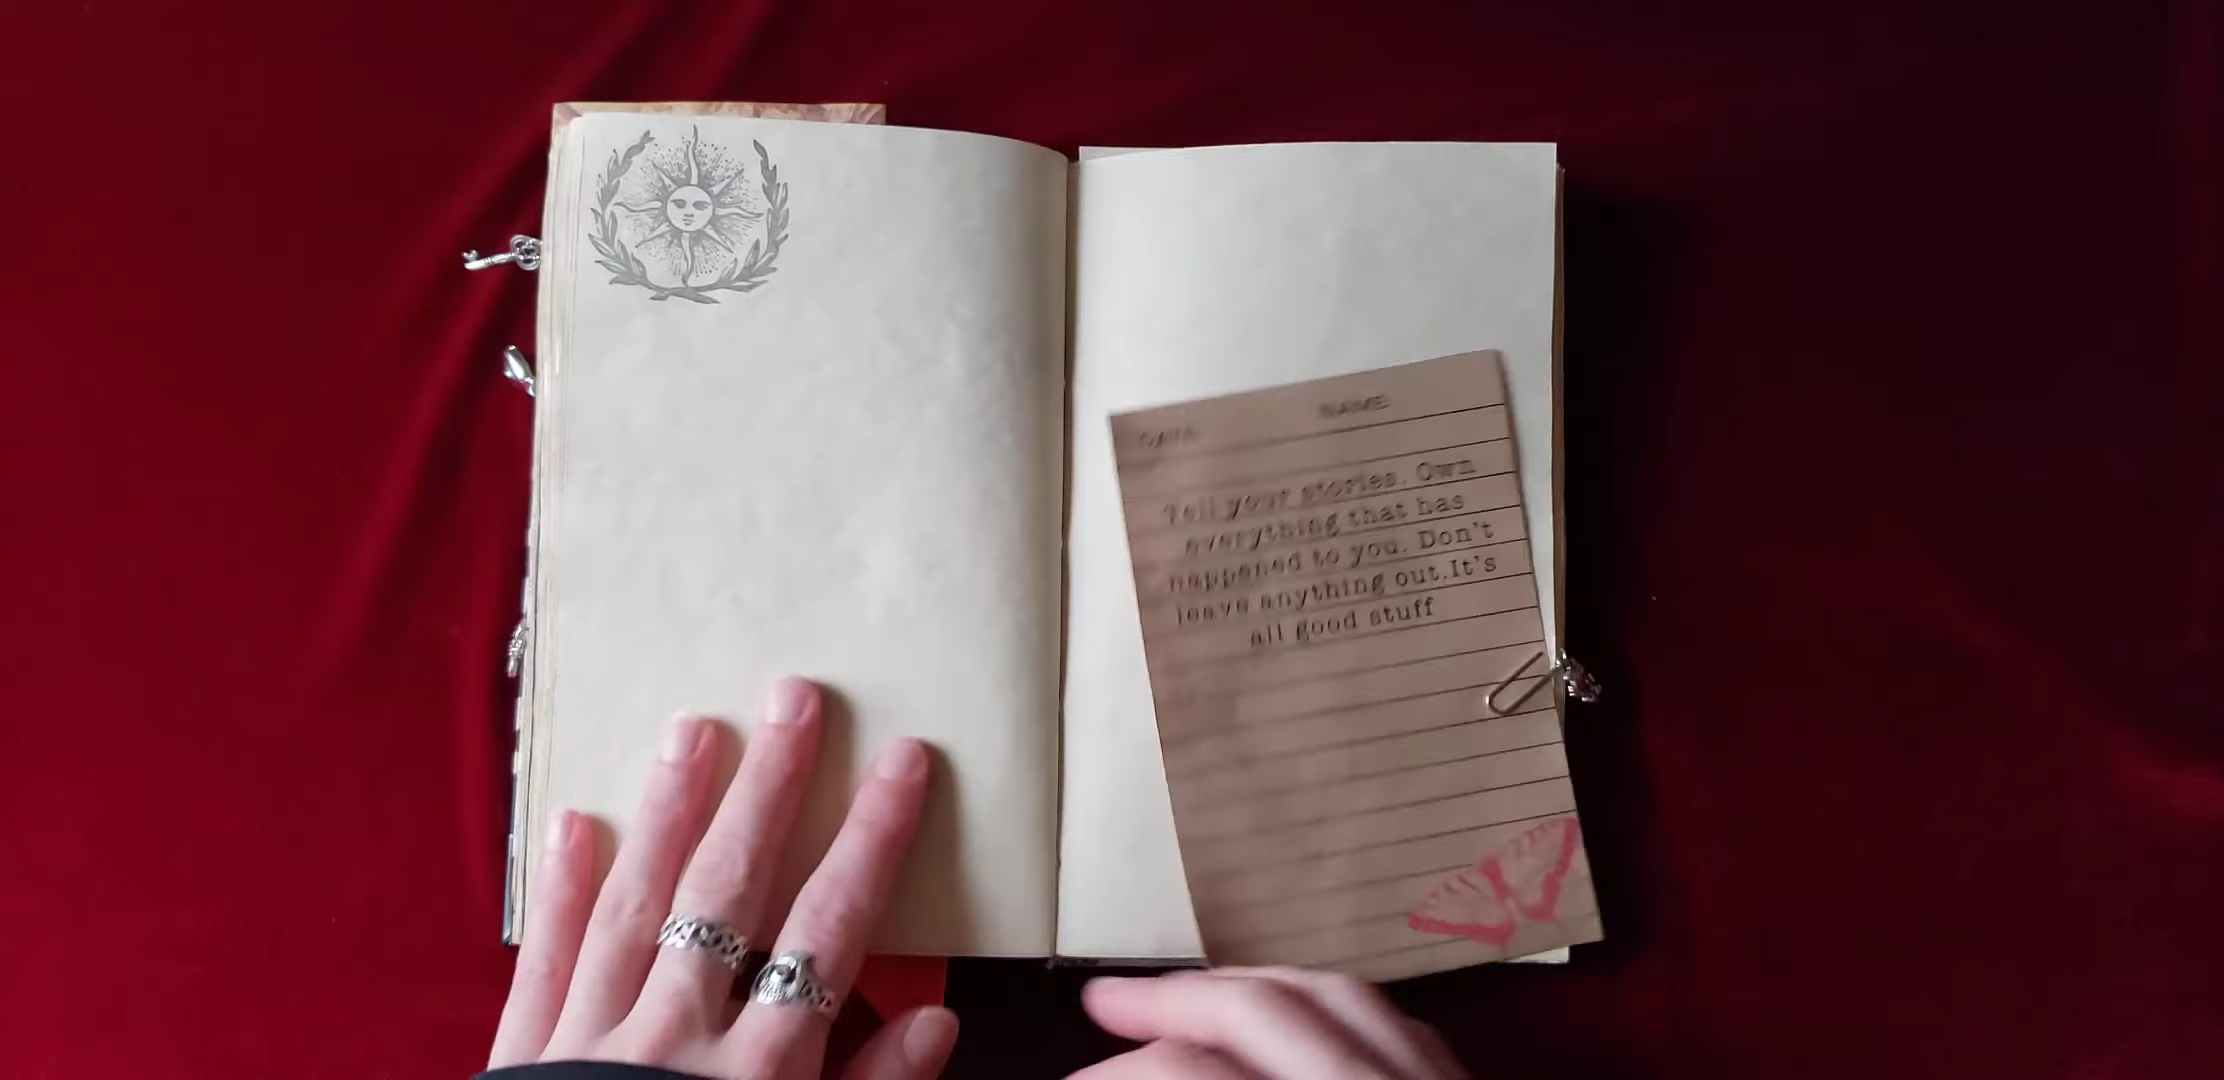 NAME
DATE
Tell your stories. Own
everything that has
happened to you. Don't
leave anything out.It's
all good stuff